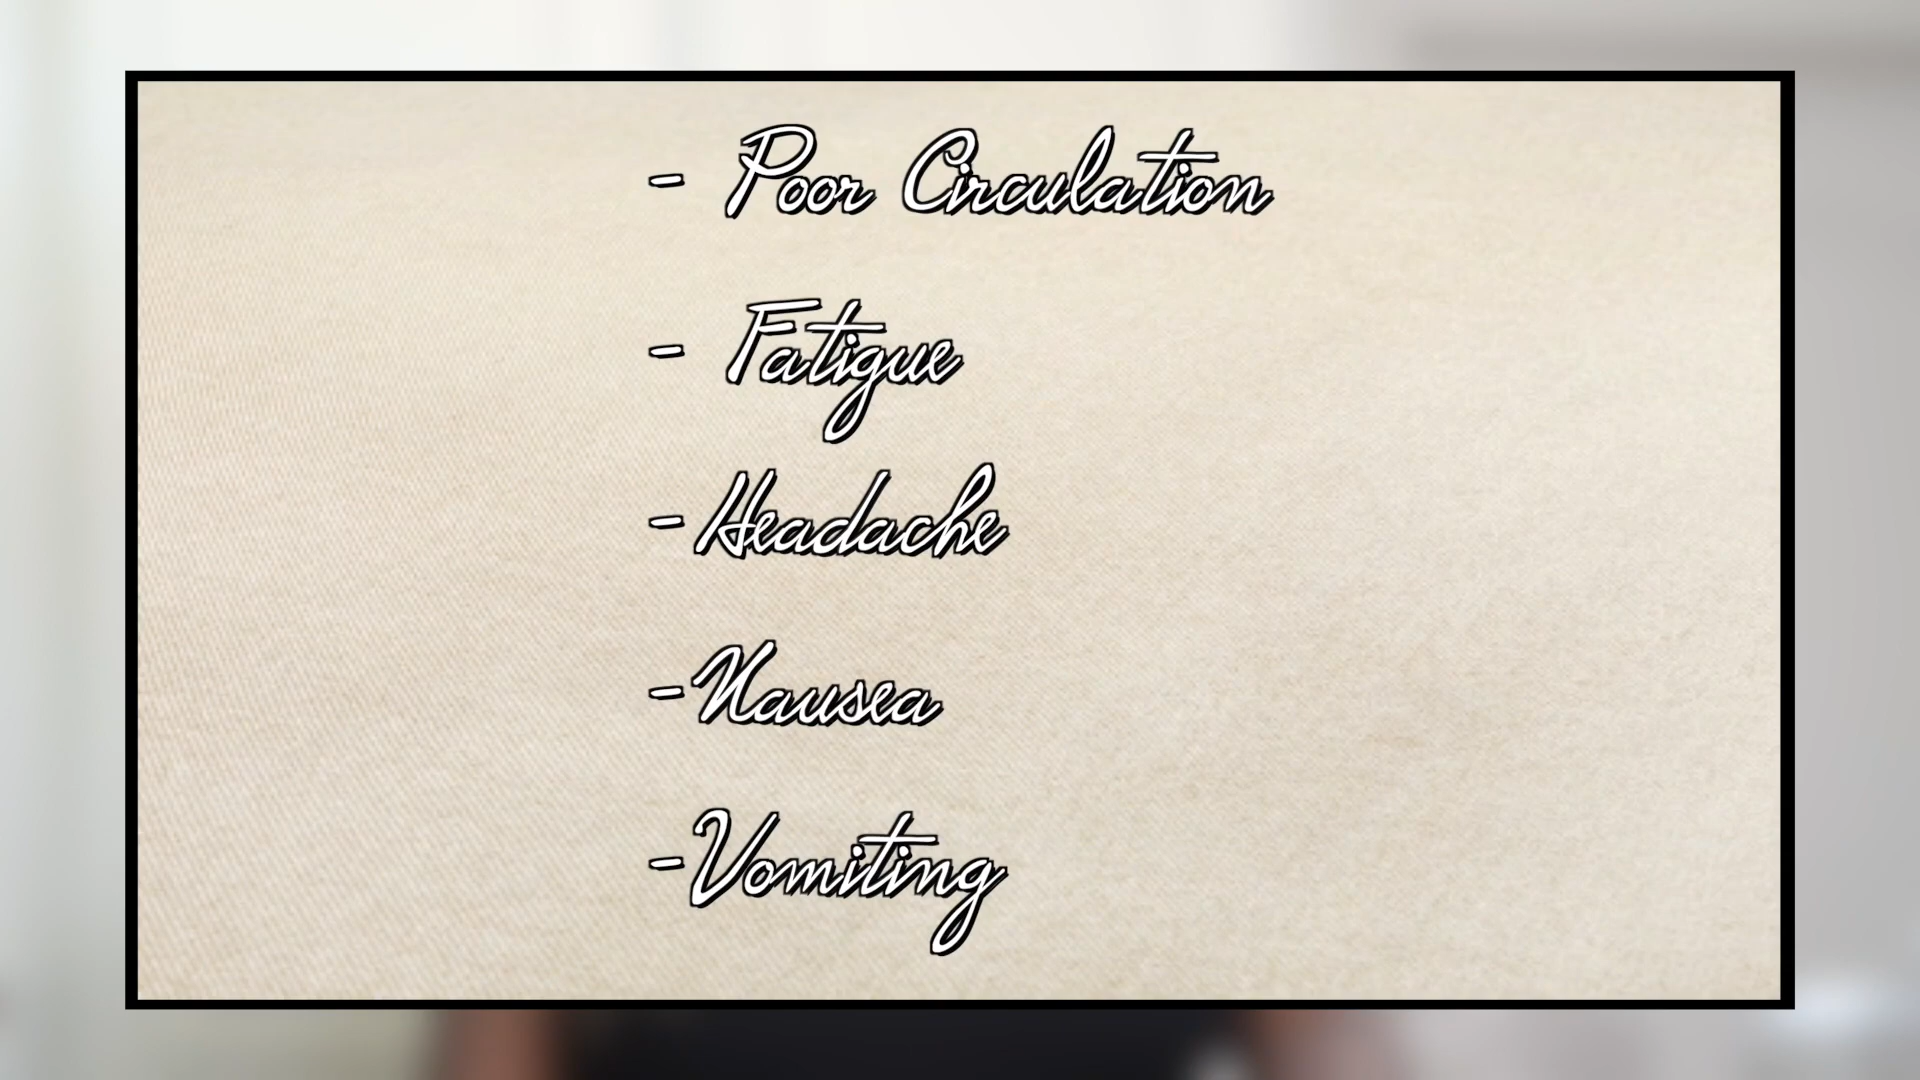 - Poor Circulation
- Fatigue
-Headache
-Nausea
-Vomiting